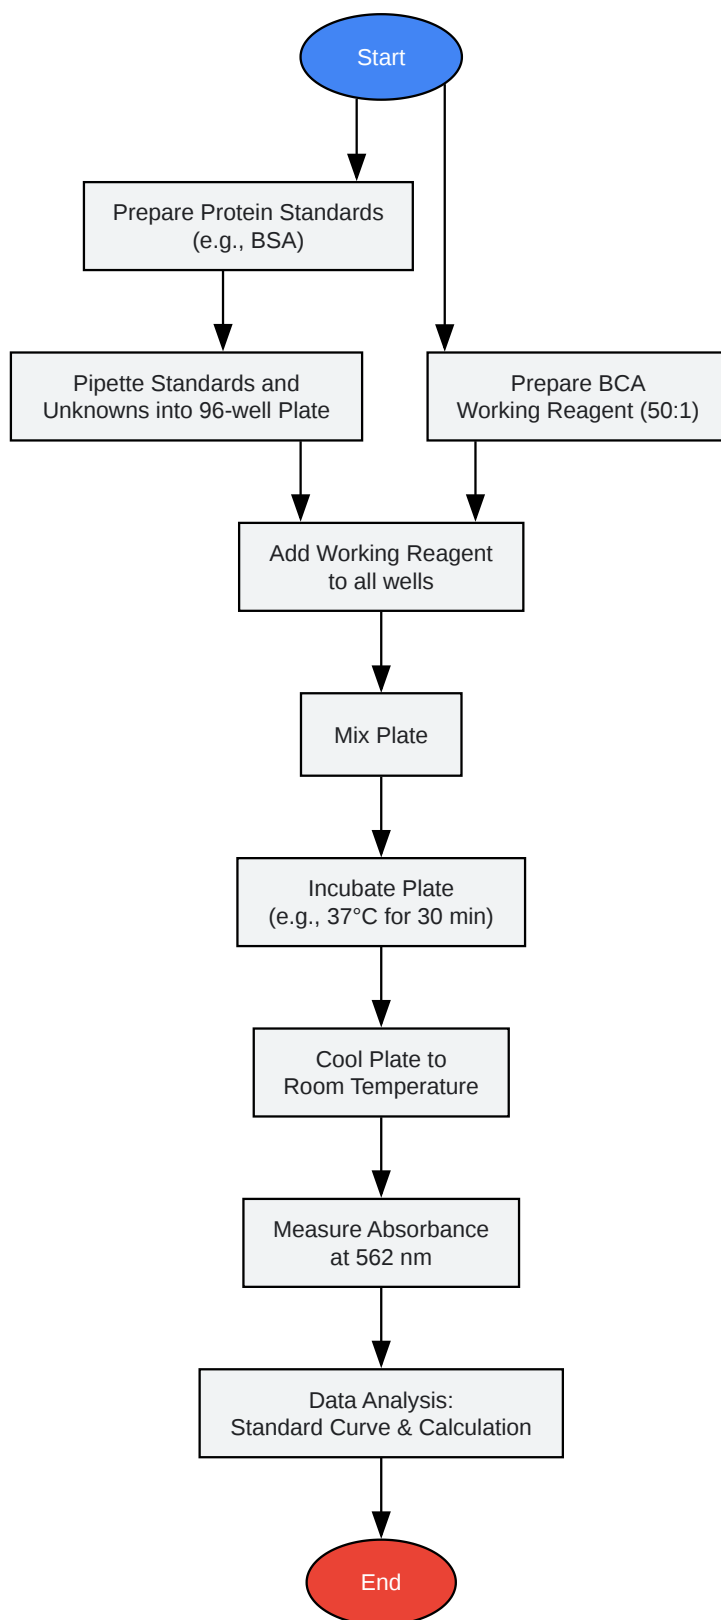 Start
Prepare Protein Standards
(e.g., BSA)
Pipette Standards and
Unknowns into 96-well Plate
Prepare BCA
Working Reagent (50:1)
Add Working Reagent
to all wells
Mix Plate
Incubate Plate
(e.g., 37°C for 30 min)
Cool Plate to
Room Temperature
Measure Absorbance
at 562 nm
Data Analysis:
Standard Curve & Calculation
End